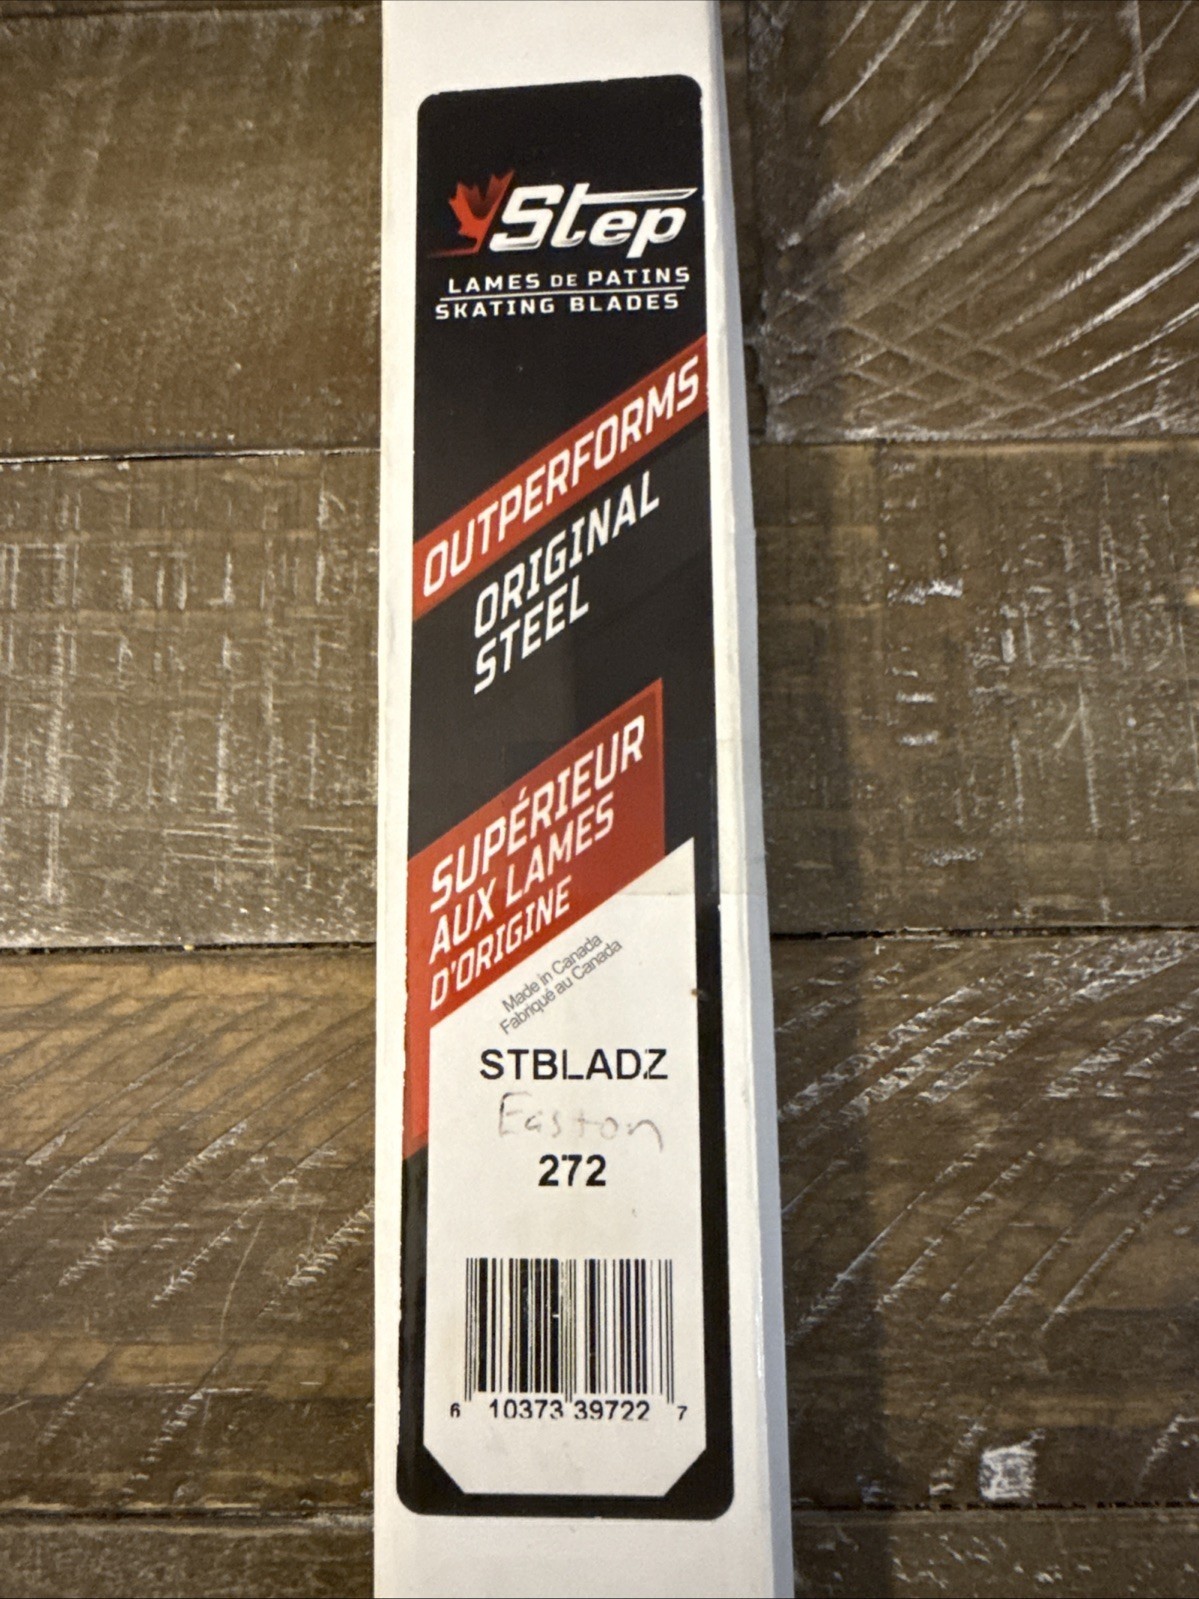 Step
LAMES DE PATINS
SKATING BLADES
OUTPERFORMS
ORIGINAL
STEEL
SUPÉRIEUR
AUX LAMES
D'ORIGINE
Made in Canada
Fabriqué au Canada
STBLADZ
Easton
272
6 10373 39722 7